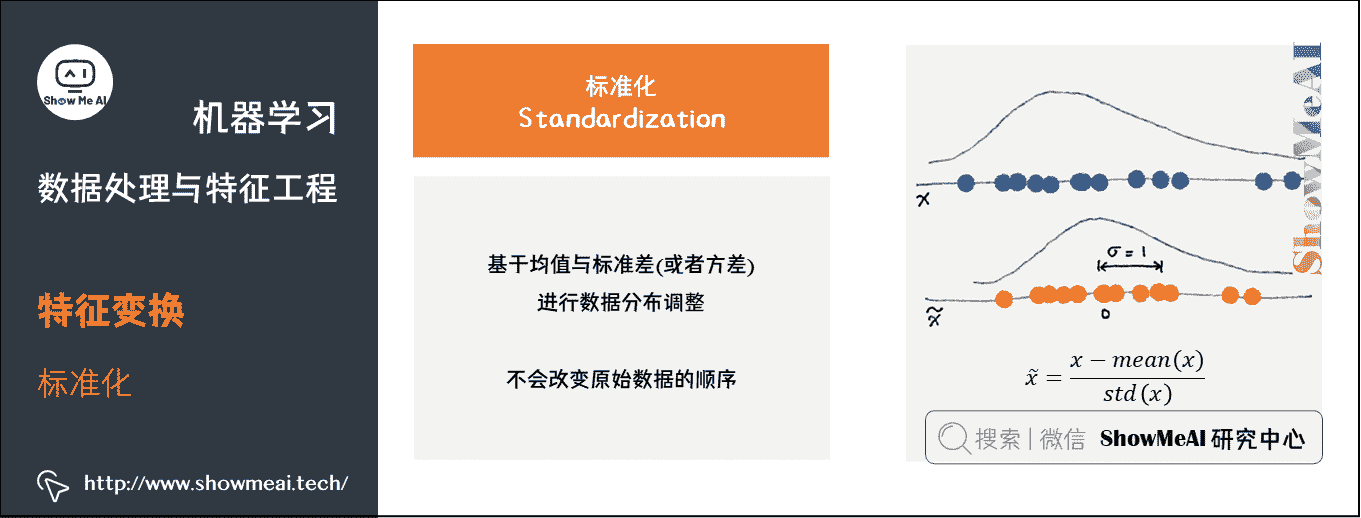 Show Me AI
机器学习
数据处理与特征工程
特征变换
标准化
http://www.showmeai.tech/
标准化
Standardization
基于均值与标准差(或者方差)
进行数据分布调整
不会改变原始数据的顺序
x
σ = 1
x̃
0
x̃ = (x − mean(x)) / std(x)
搜索 | 微信 ShowMeAI 研究中心
ShowMeAI